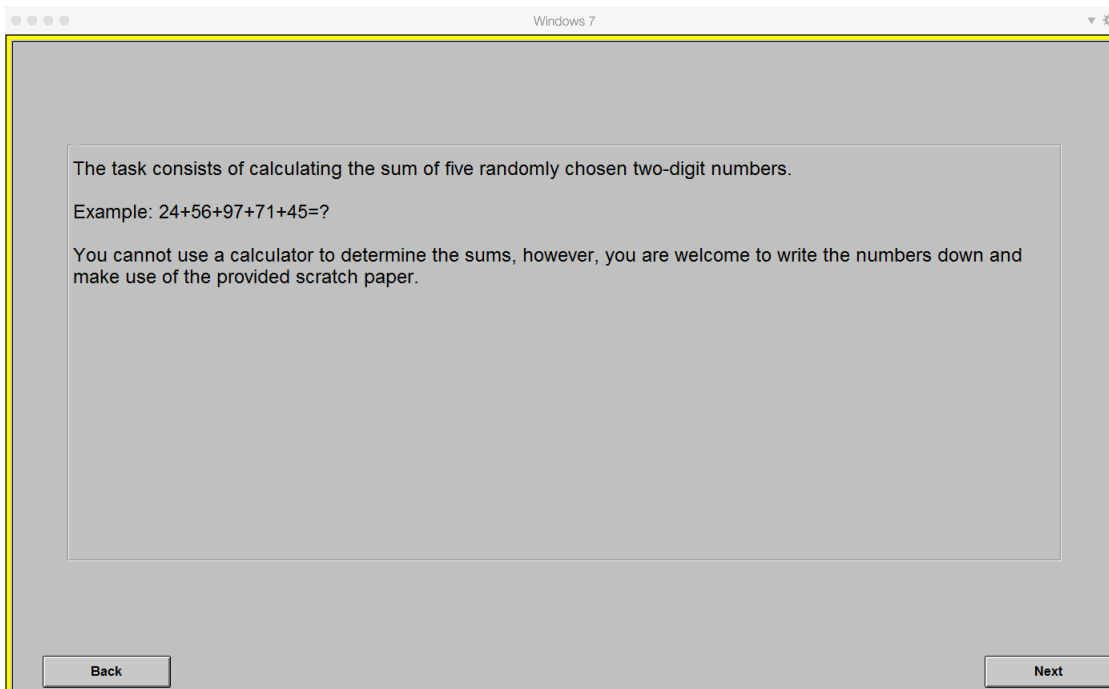 Windows 7
The task consists of calculating the sum of five randomly chosen two-digit numbers.
Example: 24+56+97+71+45=?
You cannot use a calculator to determine the sums, however, you are welcome to write the numbers down and
make use of the provided scratch paper.
Back
Next